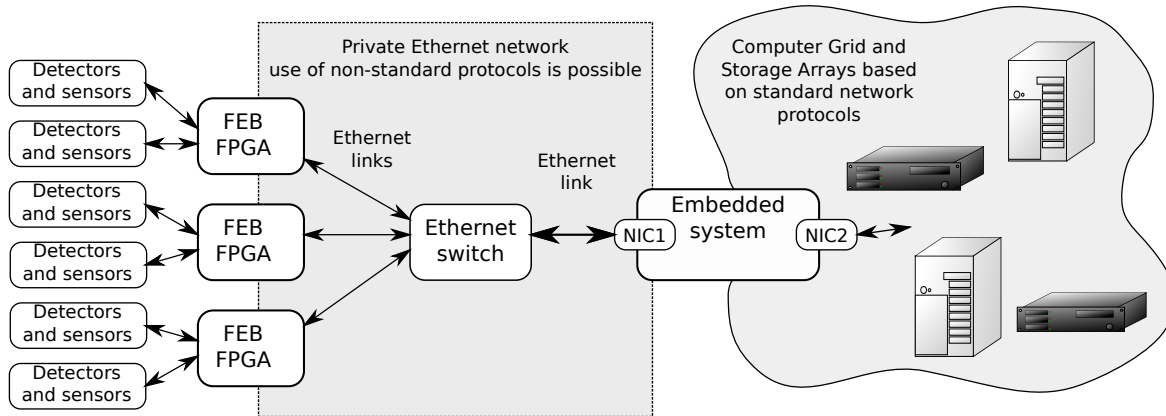 Detectors
and sensors
Detectors
and sensors
Detectors
and sensors
Detectors
and sensors
Detectors
and sensors
Detectors
and sensors
FEB
FPGA
FEB
FPGA
FEB
FPGA
Private Ethernet network
use of non-standard protocols is possible
Ethernet
links
Ethernet
switch
Ethernet
link
NIC1
Embedded
system
NIC2
Computer Grid and
Storage Arrays based
on standard network
protocols